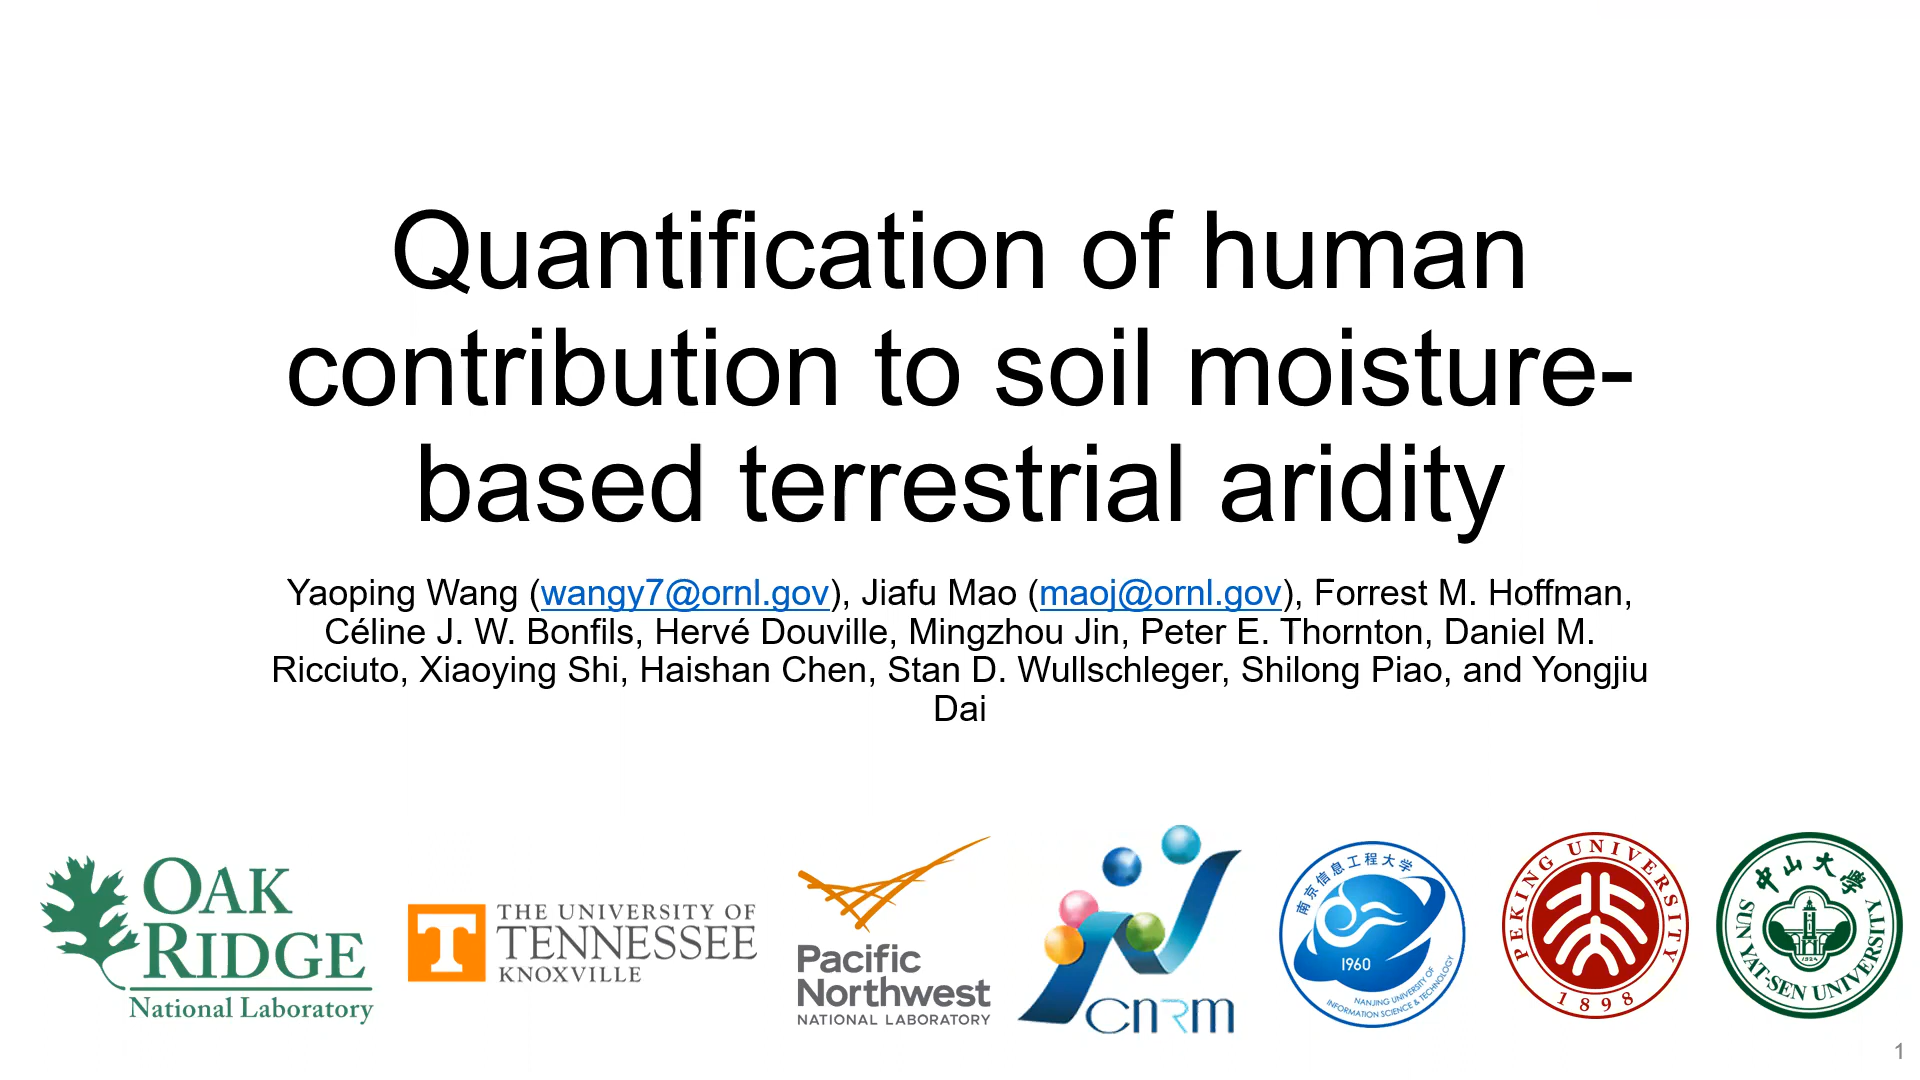 Quantification of human
contribution to soil moisture-
based terrestrial aridity
Yaoping Wang (wangy7@ornl.gov), Jiafu Mao (maoj@ornl.gov), Forrest M. Hoffman,
Céline J. W. Bonfils, Hervé Douville, Mingzhou Jin, Peter E. Thornton, Daniel M.
Ricciuto, Xiaoying Shi, Haishan Chen, Stan D. Wullschleger, Shilong Piao, and Yongjiu
Dai
OAK
RIDGE
National Laboratory
T
THE UNIVERSITY OF
TENNESSEE
KNOXVILLE
Pacific
Northwest
NATIONAL LABORATORY
cnrm
南京信息工程大学
1960
NANJING UNIVERSITY OF
INFORMATION SCIENCE & TECHNOLOGY
PEKING UNIVERSITY
1898
中山大學
1924
SUN YAT-SEN UNIVERSITY
1